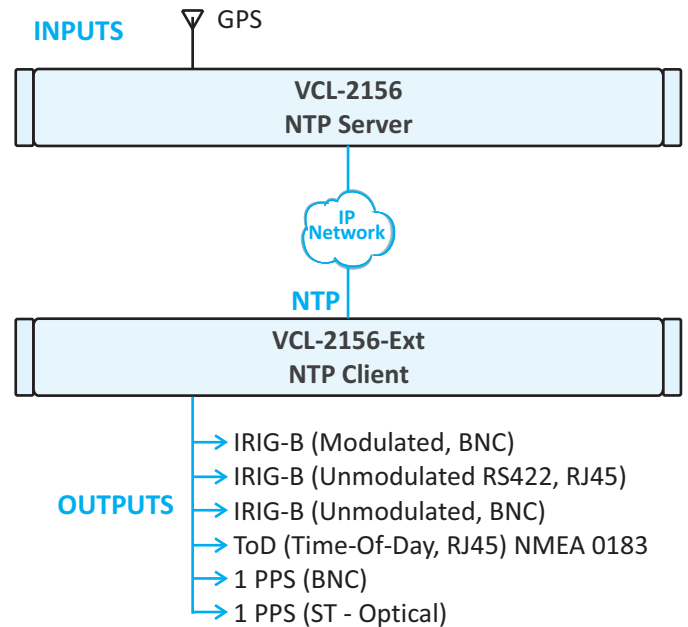 INPUTS
GPS
VCL-2156
NTP Server
IP
Network
NTP
VCL-2156-Ext
NTP Client
OUTPUTS
IRIG-B (Modulated, BNC)
IRIG-B (Unmodulated RS422, RJ45)
IRIG-B (Unmodulated, BNC)
ToD (Time-Of-Day, RJ45) NMEA 0183
1 PPS (BNC)
1 PPS (ST - Optical)